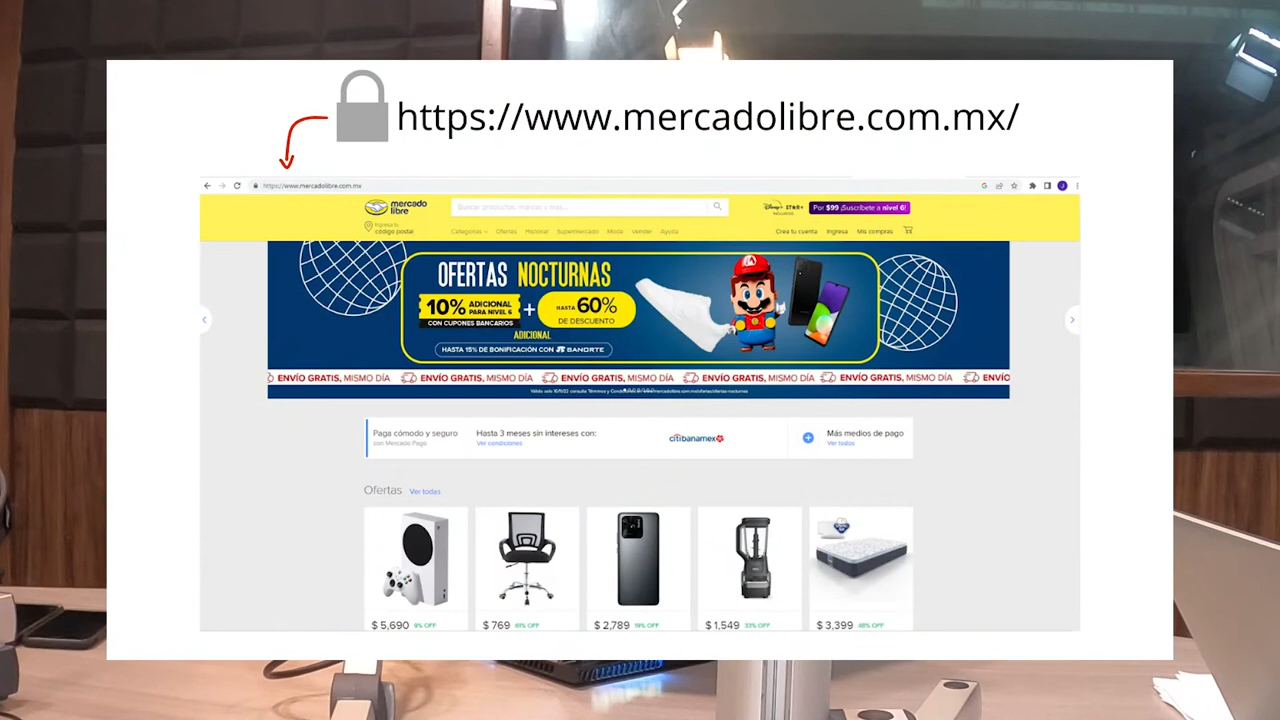 https://www.mercadolibre.com.mx/
https://www.mercadolibre.com.mx
mercado
libre
Buscar productos, marcas y más...
Disney+ STAR+
INCLUIDOS
Por $99 ¡Suscríbete a nivel 6!
Ingresa tu
código postal
Categorías Ofertas Historial Supermercado Moda Vender Ayuda
Crea tu cuenta Ingresa Mis compras
OFERTAS NOCTURNAS
10% ADICIONAL
PARA NIVEL 6
CON CUPONES BANCARIOS
+
HASTA 60%
DE DESCUENTO
ADICIONAL
HASTA 15% DE BONIFICACIÓN CON BANORTE
ENVÍO GRATIS, MISMO DÍA ENVÍO GRATIS, MISMO DÍA ENVÍO GRATIS, MISMO DÍA ENVÍO GRATIS, MISMO DÍA ENVÍO GRATIS, MISMO DÍA ENVÍO
Paga cómodo y seguro
con Mercado Pago
Hasta 3 meses sin intereses con:
Ver condiciones
citibanamex
Más medios de pago
Ver todos
Ofertas Ver todas
$ 5,690 9% OFF
$ 769 61% OFF
$ 2,789 19% OFF
$ 1,549 33% OFF
$ 3,399 48% OFF